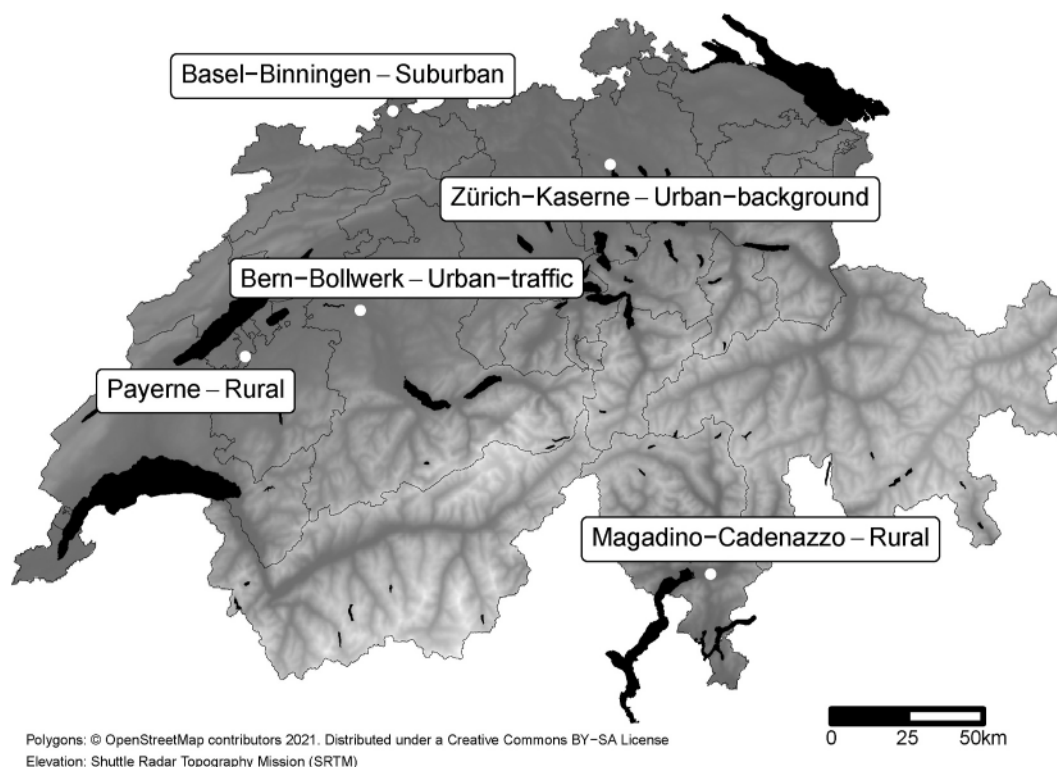 Basel−Binningen – Suburban
Zürich−Kaserne – Urban−background
Bern−Bollwerk – Urban−traffic
Payerne – Rural
Magadino−Cadenazzo – Rural
0 25 50km
Polygons: © OpenStreetMap contributors 2021. Distributed under a Creative Commons BY−SA License
Elevation: Shuttle Radar Topography Mission (SRTM)